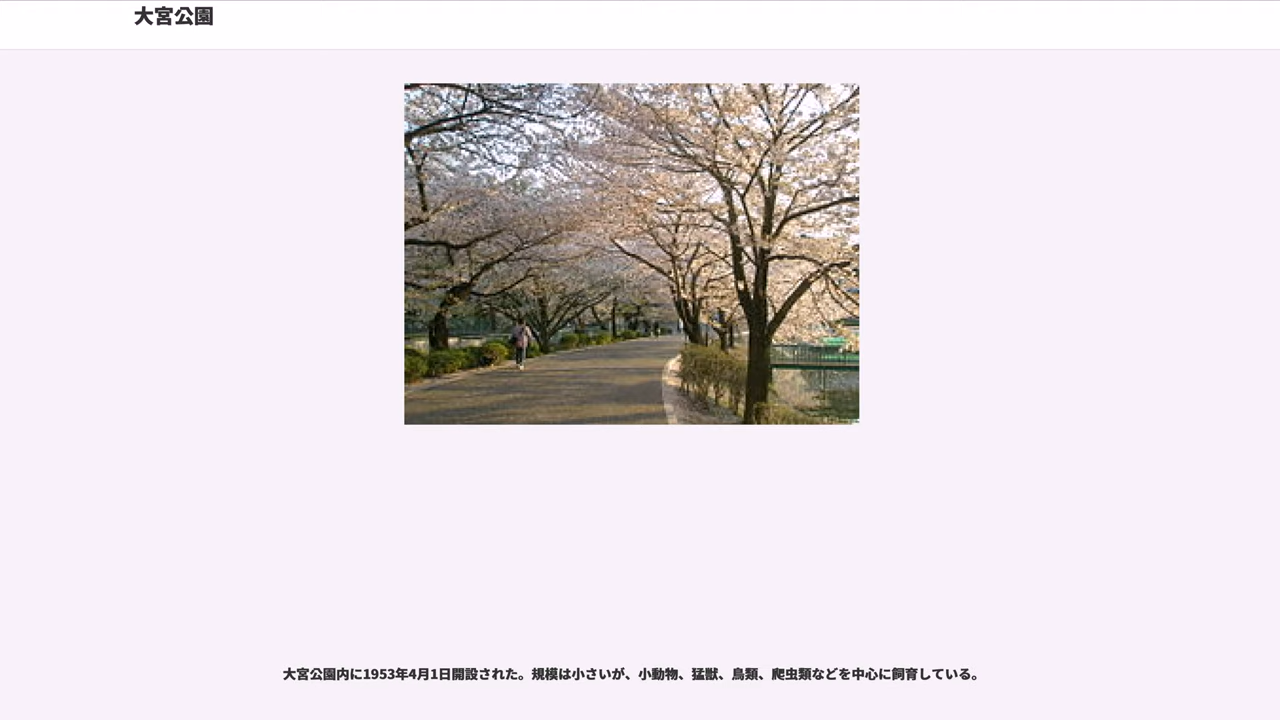 大宮公園
大宮公園内に1953年4月1日開設された。規模は小さいが、小動物、猛獣、鳥類、爬虫類などを中心に飼育している。